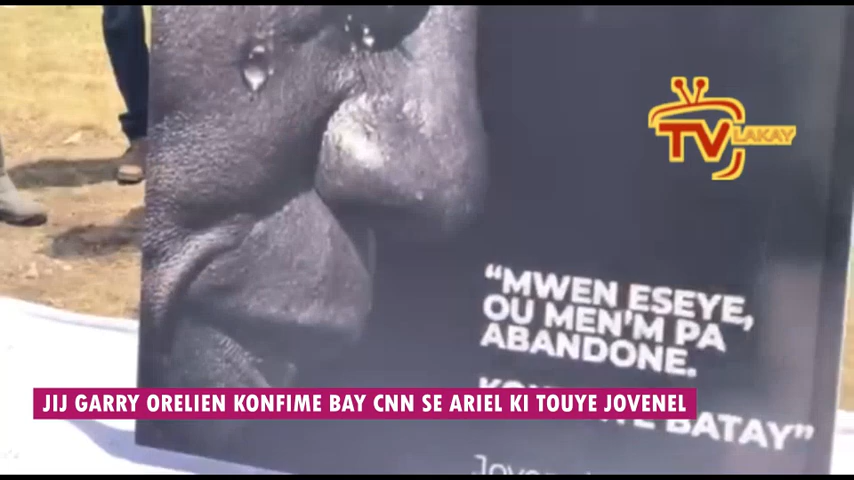 TV LAKAY
“MWEN ESEYE,
OU MEN’M PA
ABANDONE.
BATAY”
JIJ GARRY ORELIEN KONFIME BAY CNN SE ARIEL KI TOUYE JOVENEL